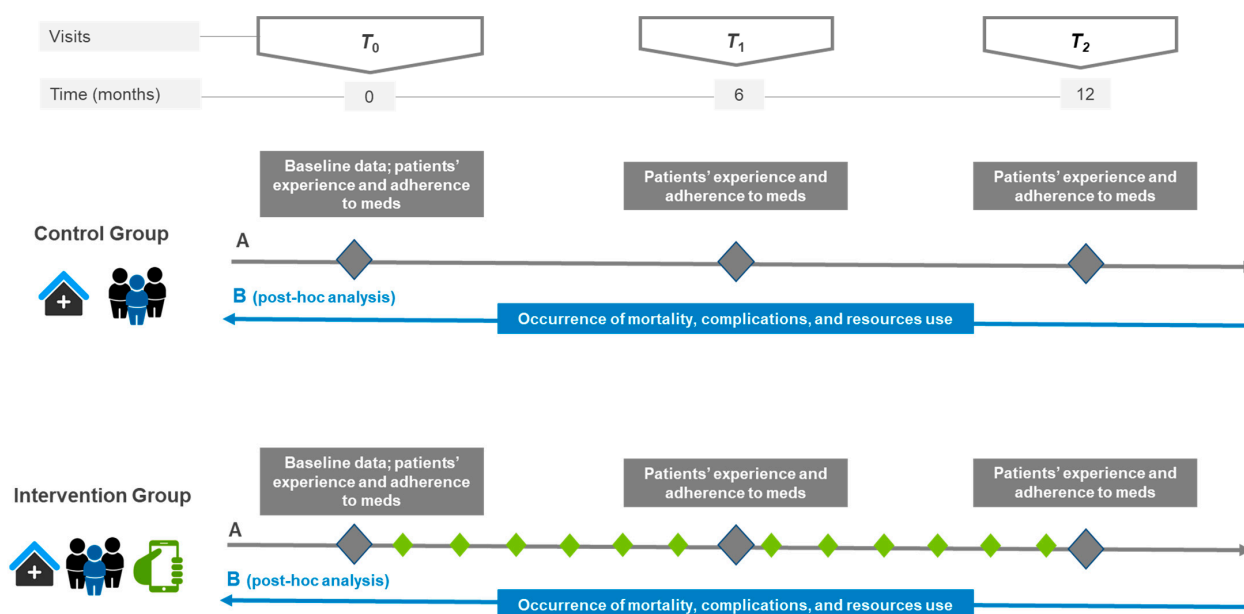 Visits
T0
T1
T2
Time (months)
0
6
12
Baseline data; patients'
experience and adherence
to meds
Patients' experience and
adherence to meds
Patients' experience and
adherence to meds
Control Group
A
B (post-hoc analysis)
Occurrence of mortality, complications, and resources use
Baseline data; patients'
experience and adherence
to meds
Patients' experience and
adherence to meds
Patients' experience and
adherence to meds
Intervention Group
A
B (post-hoc analysis)
Occurrence of mortality, complications, and resources use